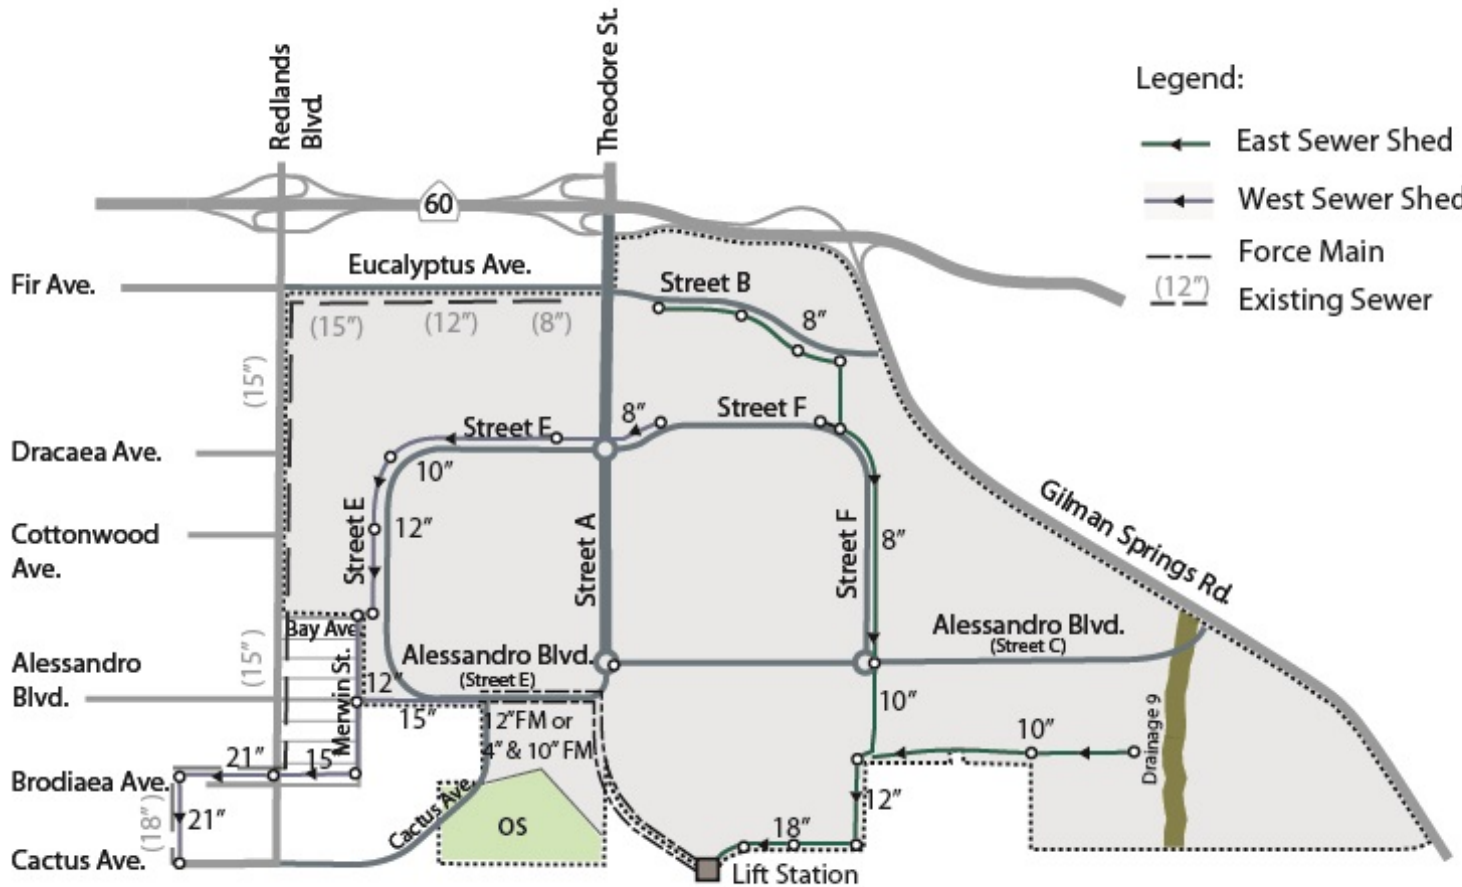 Redlands
Blvd.
Theodore St.
Legend:
East Sewer Shed
West Sewer Shed
Force Main
(12")
Existing Sewer
60
Fir Ave.
Eucalyptus Ave.
Street B
8"
(15")
(12")
(8")
(15")
Street E
8"
Street F
Dracaea Ave.
10"
Cottonwood
Ave.
Street E
12"
Street A
Street F
8"
Gilman Springs Rd.
Bay Ave
Alessandro
Blvd.
(15")
Merwin St.
12"
Alessandro Blvd.
(Street E)
Alessandro Blvd.
(Street C)
15"
12"FM or
4" & 10" FM
10"
10"
Drainage 9
Brodiaea Ave.
21"
15"
(18")
21"
Cactus Ave.
OS
12"
18"
Cactus Ave.
Lift Station